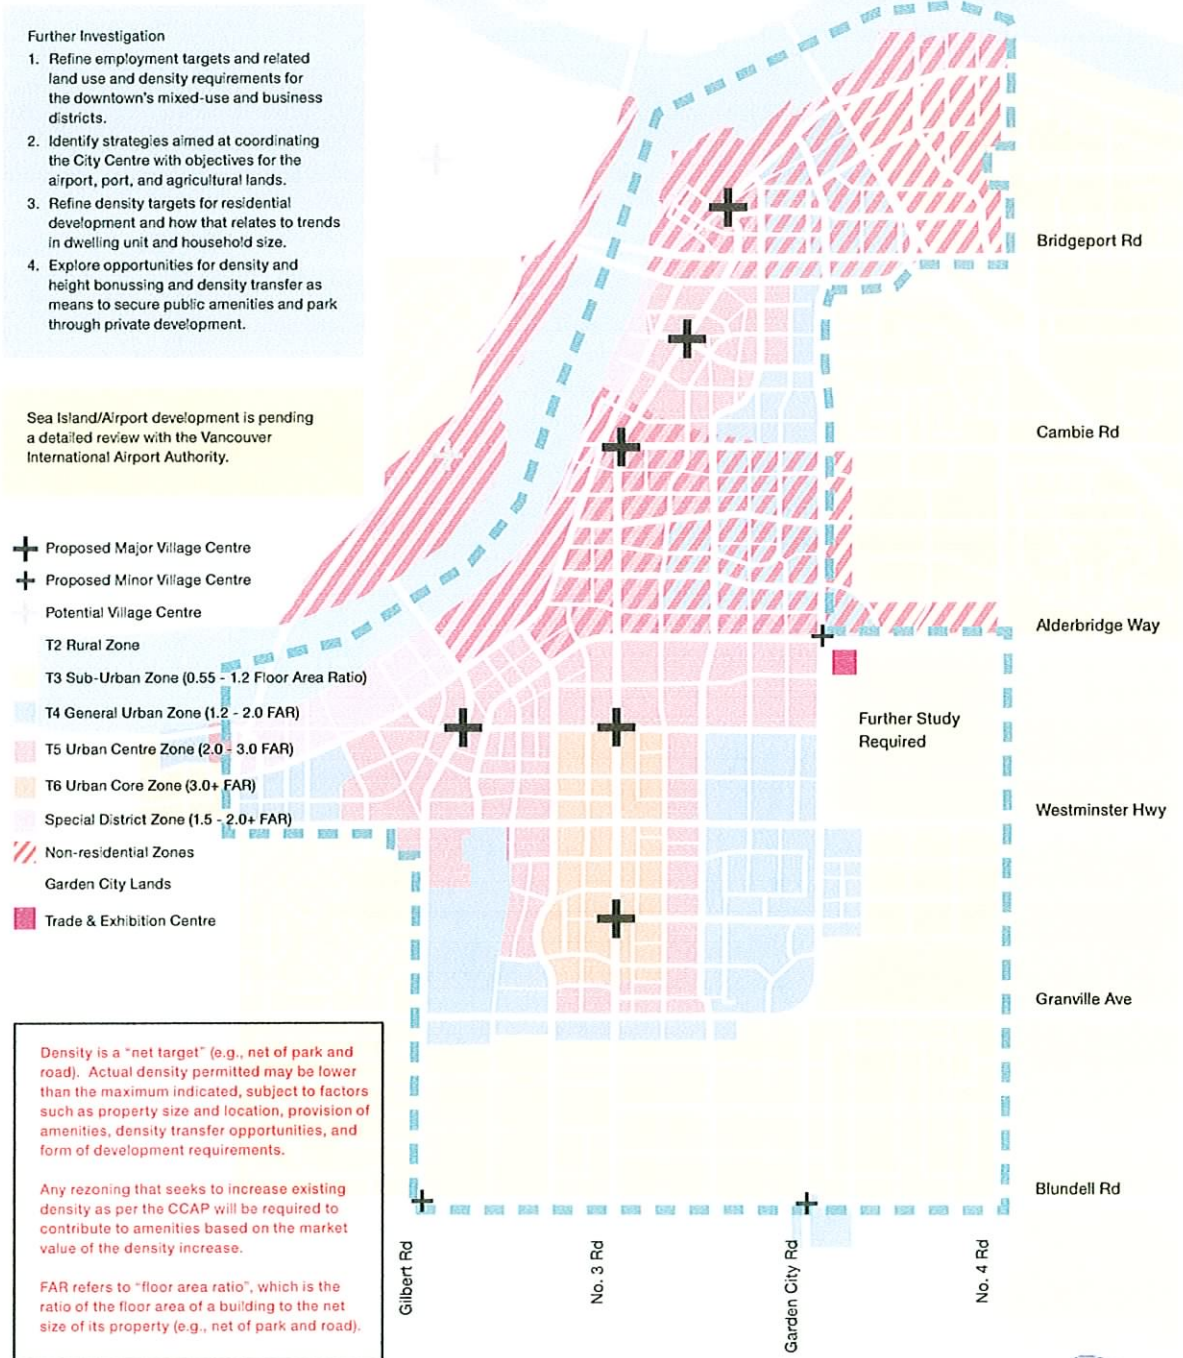 Further Investigation
1. Refine employment targets and related
land use and density requirements for
the downtown's mixed-use and business
districts.
2. Identify strategies aimed at coordinating
the City Centre with objectives for the
airport, port, and agricultural lands.
3. Refine density targets for residential
development and how that relates to trends
in dwelling unit and household size.
4. Explore opportunities for density and
height bonussing and density transfer as
means to secure public amenities and park
through private development.
Sea Island/Airport development is pending
a detailed review with the Vancouver
International Airport Authority.
Proposed Major Village Centre
Proposed Minor Village Centre
Potential Village Centre
T2 Rural Zone
T3 Sub-Urban Zone (0.55 - 1.2 Floor Area Ratio)
T4 General Urban Zone (1.2 - 2.0 FAR)
T5 Urban Centre Zone (2.0 - 3.0 FAR)
T6 Urban Core Zone (3.0+ FAR)
Special District Zone (1.5 - 2.0+ FAR)
Non-residential Zones
Garden City Lands
Trade & Exhibition Centre
Density is a "net target" (e.g., net of park and
road). Actual density permitted may be lower
than the maximum indicated, subject to factors
such as property size and location, provision of
amenities, density transfer opportunities, and
form of development requirements.
Any rezoning that seeks to increase existing
density as per the CCAP will be required to
contribute to amenities based on the market
value of the density increase.
FAR refers to "floor area ratio", which is the
ratio of the floor area of a building to the net
size of its property (e.g., net of park and road).
Bridgeport Rd
Cambie Rd
Alderbridge Way
Further Study
Required
Westminster Hwy
Granville Ave
Blundell Rd
Gilbert Rd
No. 3 Rd
Garden City Rd
No. 4 Rd